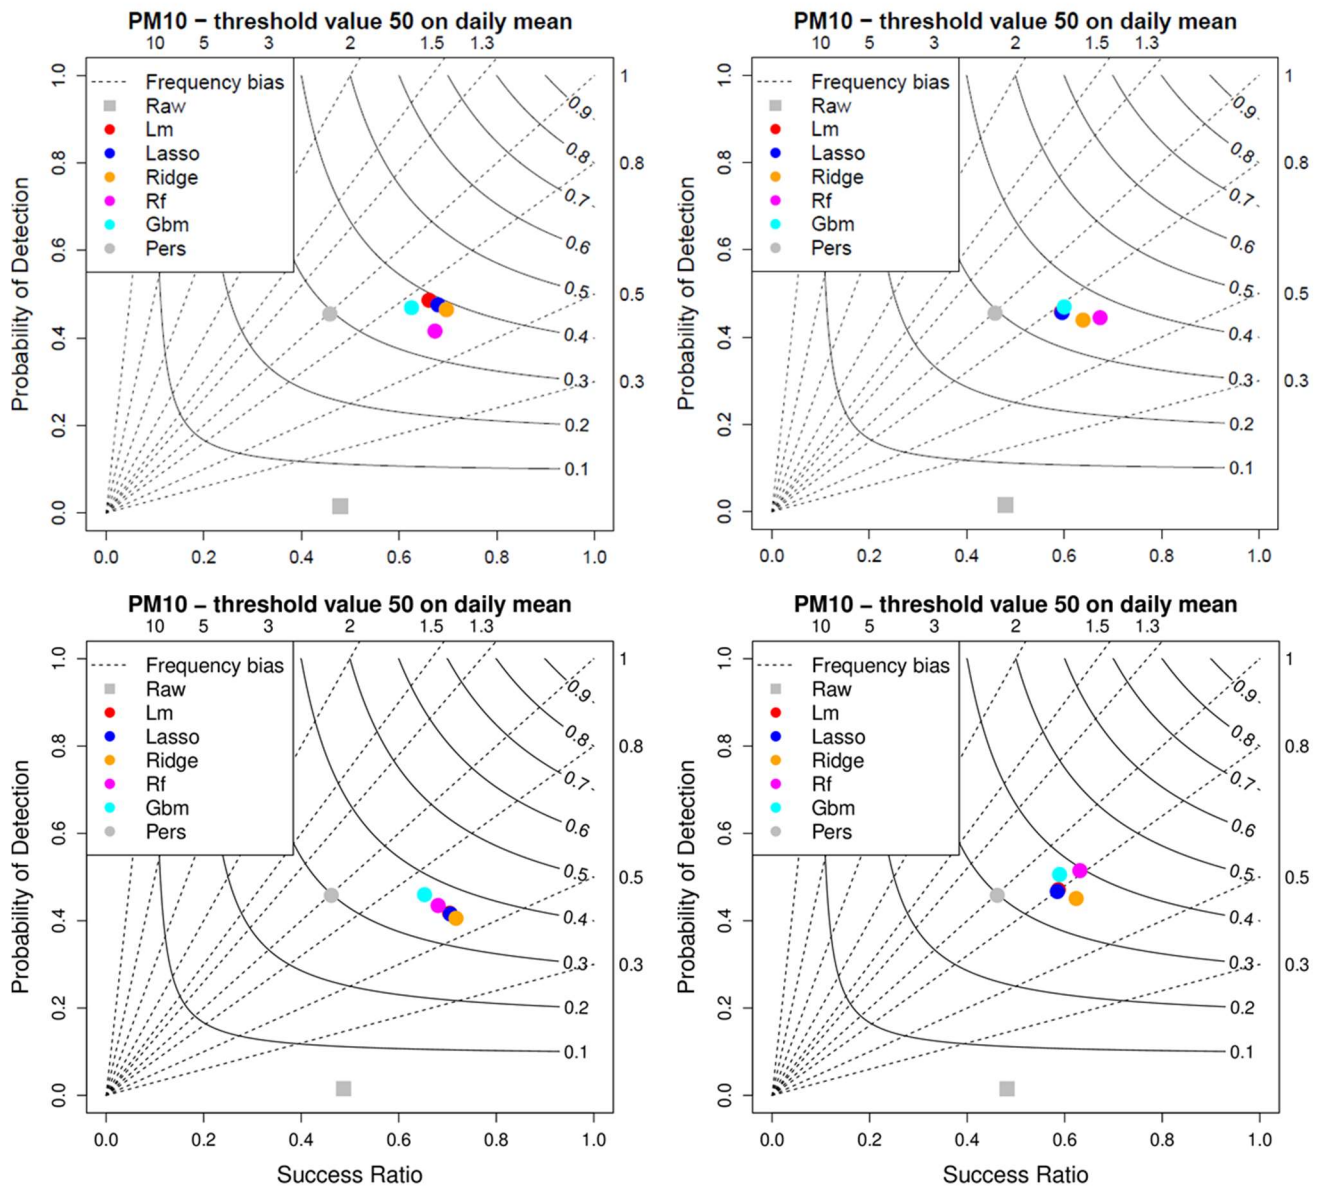 PM10 − threshold value 50 on daily mean
10 5 3 2 1.5 1.3
Frequency bias
Raw
Lm
Lasso
Ridge
Rf
Gbm
Pers
Probability of Detection
1.0
0.8
0.6
0.4
0.2
0.0
0.9
0.8
0.7
0.6
0.5
0.4
0.3
0.2
0.1
1
0.8
0.5
0.3
0.0 0.2 0.4 0.6 0.8 1.0
PM10 − threshold value 50 on daily mean
10 5 3 2 1.5 1.3
Frequency bias
Raw
Lm
Lasso
Ridge
Rf
Gbm
Pers
Probability of Detection
1.0
0.8
0.6
0.4
0.2
0.0
0.9
0.8
0.7
0.6
0.5
0.4
0.3
0.2
0.1
1
0.8
0.5
0.3
0.0 0.2 0.4 0.6 0.8 1.0
PM10 − threshold value 50 on daily mean
10 5 3 2 1.5 1.3
Frequency bias
Raw
Lm
Lasso
Ridge
Rf
Gbm
Pers
Probability of Detection
1.0
0.8
0.6
0.4
0.2
0.0
0.9
0.8
0.7
0.6
0.5
0.4
0.3
0.2
0.1
1
0.8
0.5
0.3
0.0 0.2 0.4 0.6 0.8 1.0
Success Ratio
PM10 − threshold value 50 on daily mean
10 5 3 2 1.5 1.3
Frequency bias
Raw
Lm
Lasso
Ridge
Rf
Gbm
Pers
Probability of Detection
1.0
0.8
0.6
0.4
0.2
0.0
0.9
0.8
0.7
0.6
0.5
0.4
0.3
0.2
0.1
1
0.8
0.5
0.3
0.0 0.2 0.4 0.6 0.8 1.0
Success Ratio